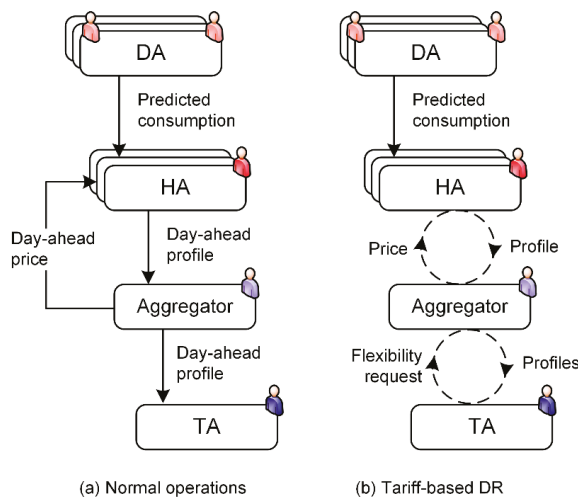 DA
Predicted
consumption
HA
Day-ahead
price
Day-ahead
profile
Aggregator
Day-ahead
profile
TA
(a) Normal operations
DA
Predicted
consumption
HA
Price
Profile
Aggregator
Flexibility
request
Profiles
TA
(b) Tariff-based DR